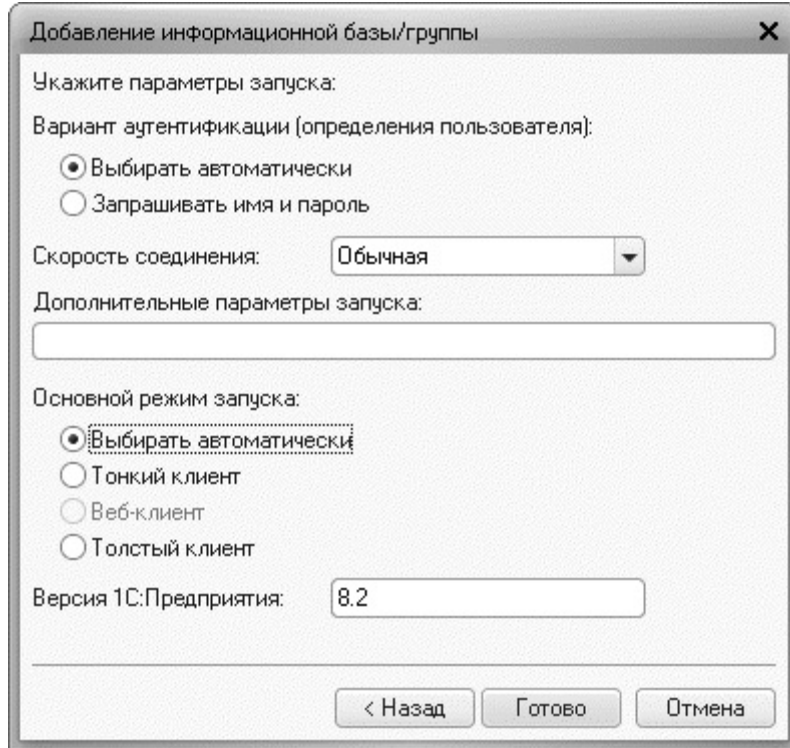 Добавление информационной базы/группы
Укажите параметры запуска:
Вариант аутентификации (определения пользователя):
Выбирать автоматически
Запрашивать имя и пароль
Скорость соединения: Обычная
Дополнительные параметры запуска:
Основной режим запуска:
Выбирать автоматически
Тонкий клиент
Веб-клиент
Толстый клиент
Версия 1С:Предприятия: 8.2
< Назад Готово Отмена